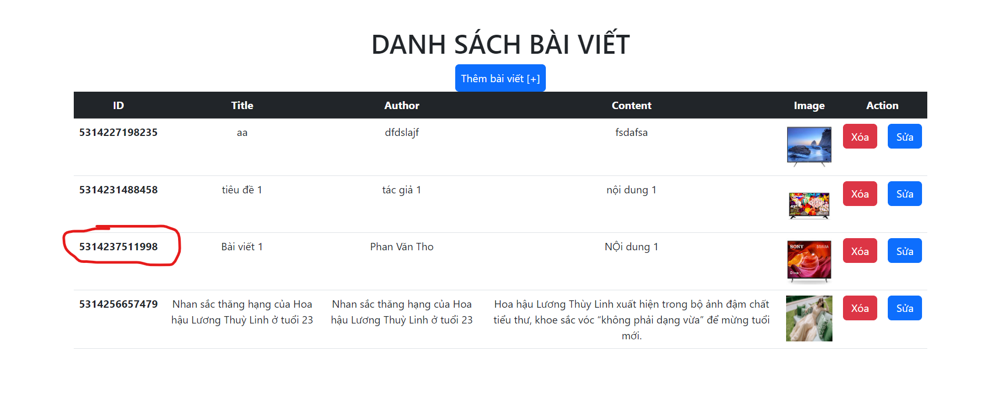 DANH SÁCH BÀI VIẾT
Thêm bài viết [+]
ID Title Author Content Image Action
5314227198235 aa dfdslajf fsdafsa Xóa Sửa
5314231488458 tiêu đề 1 tác giả 1 nội dung 1 Xóa Sửa
43"
5314237511998 Bài viết 1 Phan Văn Tho NỘi dung 1 Xóa Sửa
SONY BRAVIA
Google TV
5314256657479 Nhan sắc thăng hạng của Hoa Nhan sắc thăng hạng của Hoa Hoa hậu Lương Thùy Linh xuất hiện trong bộ ảnh đậm chất Xóa Sửa
hậu Lương Thuỳ Linh ở tuổi 23 hậu Lương Thuỳ Linh ở tuổi 23 tiểu thư, khoe sắc vóc “không phải dạng vừa” để mừng tuổi
mới.